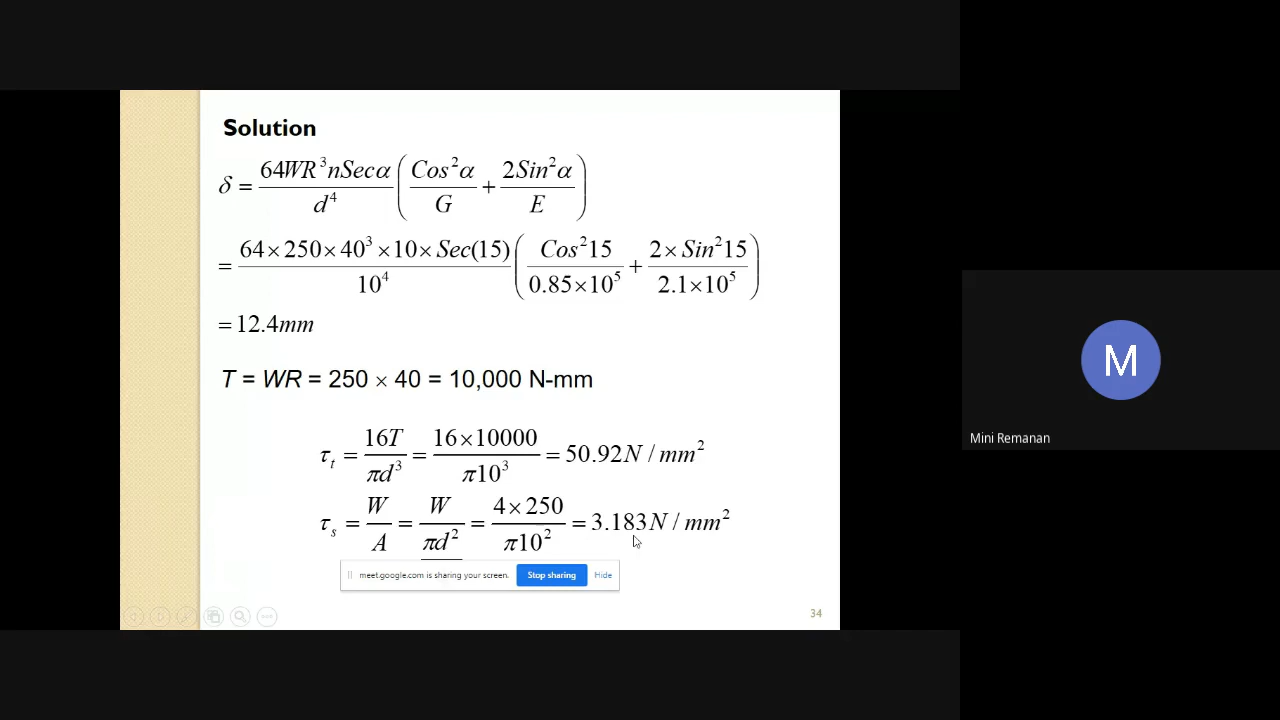 Solution
δ = 64WR³nSecα / d⁴ ( Cos²α / G + 2Sin²α / E )
= 64×250×40³×10×Sec(15) / 10⁴ ( Cos²15 / 0.85×10⁵ + 2×Sin²15 / 2.1×10⁵ )
= 12.4mm
T = WR = 250 × 40 = 10,000 N-mm
τt = 16T / πd³ = 16×10000 / π10³ = 50.92N / mm²
τs = W / A = W / πd² = 4×250 / π10² = 3.183N / mm²
meet.google.com is sharing your screen. Stop sharing Hide
34
M
Mini Remanan